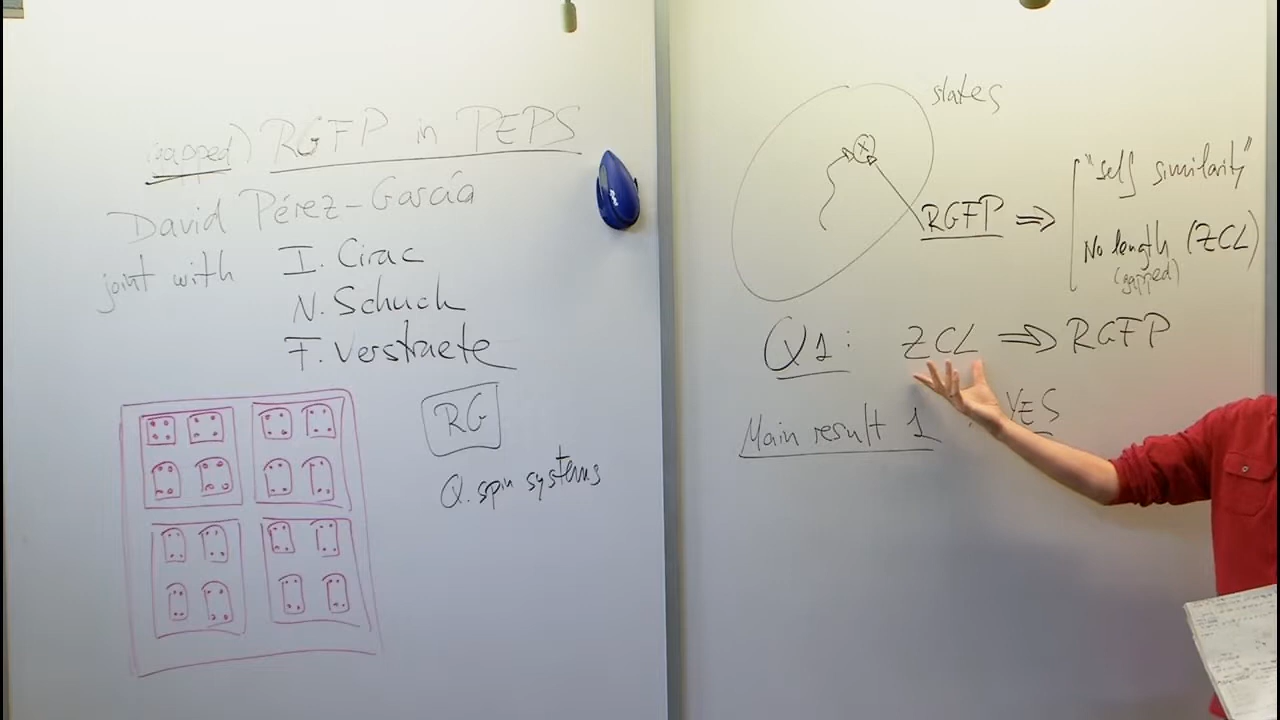 (gapped) RGFP in PEPS
David Pérez-García
joint with I. Cirac
N. Schuch
F. Verstraete
RG
Q. spin systems
states
RGFP ⇒
"self similarity"
No length (ZCL)
(gapped)
Q1: ZCL ⇒ RGFP
Main result 1 : YES